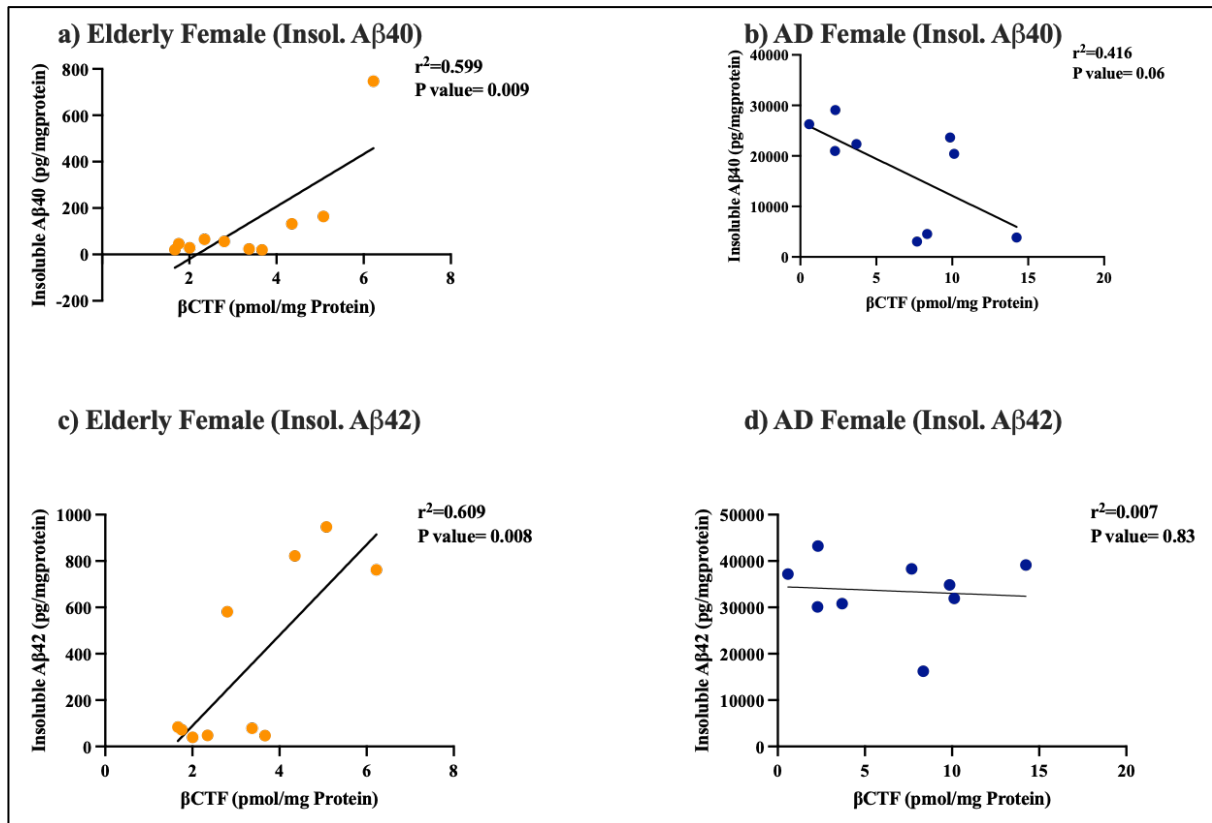 a) Elderly Female (Insol. Aβ40)
r²=0.599
P value= 0.009
Insoluble Aβ40 (pg/mgprotein)
800
600
400
200
0
-200
2
4
6
8
βCTF (pmol/mg Protein)
b) AD Female (Insol. Aβ40)
r²=0.416
P value= 0.06
Insoluble Aβ40 (pg/mgprotein)
40000
30000
20000
10000
0
0
5
10
15
20
βCTF (pmol/mg Protein)
c) Elderly Female (Insol. Aβ42)
r²=0.609
P value= 0.008
Insoluble Aβ42 (pg/mgprotein)
1000
800
600
400
200
0
0
2
4
6
8
βCTF (pmol/mg Protein)
d) AD Female (Insol. Aβ42)
r²=0.007
P value= 0.83
Insoluble Aβ42 (pg/mgprotein)
50000
40000
30000
20000
10000
0
0
5
10
15
20
βCTF (pmol/mg Protein)